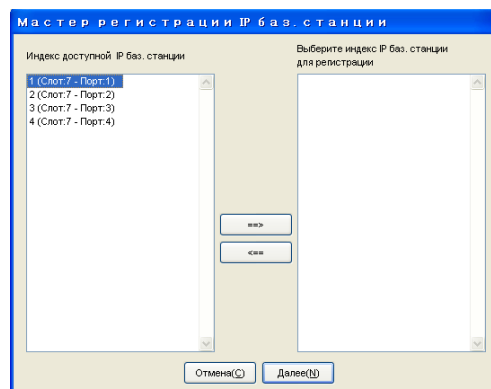 Мастер регистрации IP баз.станции
Индекс доступной IP баз. станции
Выберите индекс IP баз. станции
для регистрации
1 (Слот:7 - Порт:1)
2 (Слот:7 - Порт:2)
3 (Слот:7 - Порт:3)
4 (Слот:7 - Порт:4)
==>
<==
Отмена(C)
Далее(N)